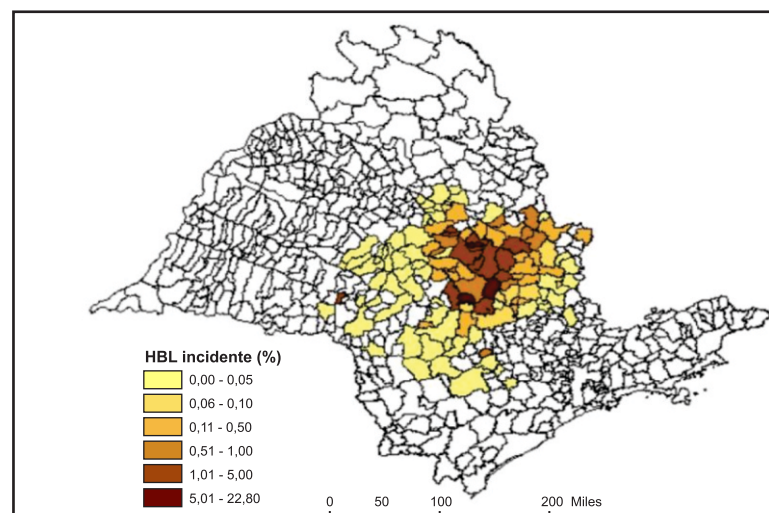 HBL incidente (%)
0,00 - 0,05
0,06 - 0,10
0,11 - 0,50
0,51 - 1,00
1,01 - 5,00
5,01 - 22,80
0 50 100 200 Miles